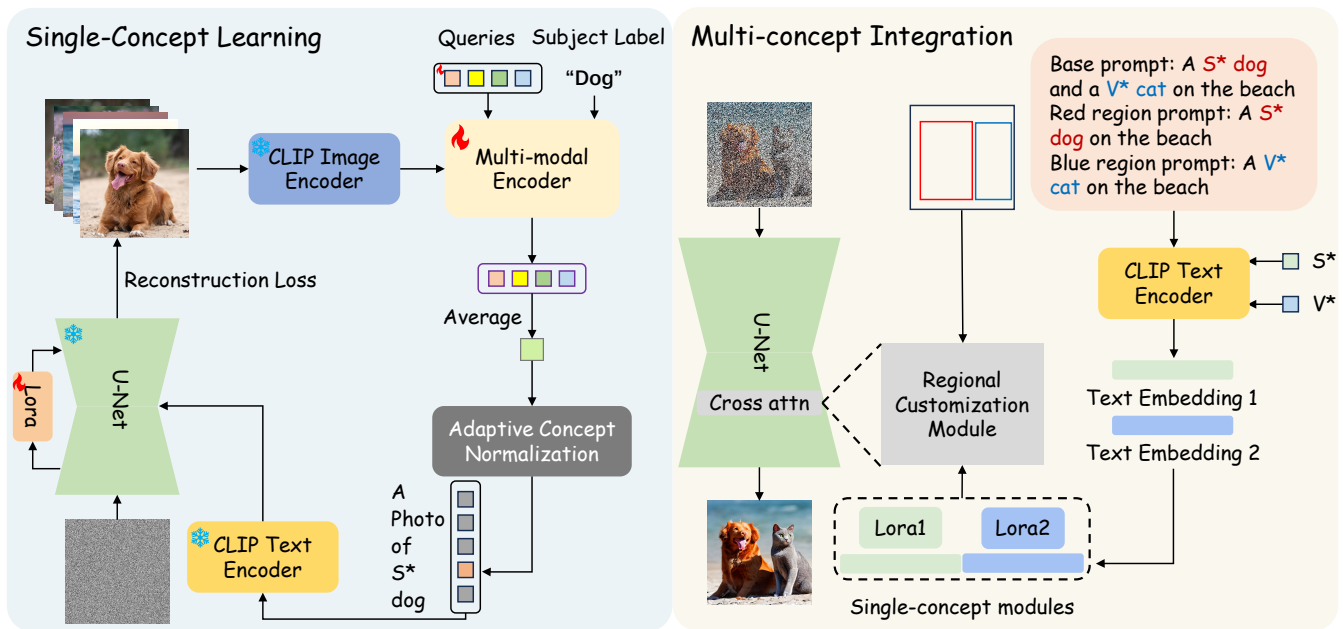 Single-Concept Learning
Queries
Subject Label
“Dog”
CLIP Image
Encoder
Multi-modal
Encoder
Reconstruction Loss
Average
U-Net
Lora
Adaptive Concept
Normalization
A
Photo
of
S*
dog
CLIP Text
Encoder
Multi-concept Integration
Base prompt: A S* dog
and a V* cat on the beach
Red region prompt: A S*
dog on the beach
Blue region prompt: A V*
cat on the beach
U-Net
Cross attn
Regional
Customization
Module
CLIP Text
Encoder
S*
V*
Text Embedding 1
Text Embedding 2
Lora1
Lora2
Single-concept modules